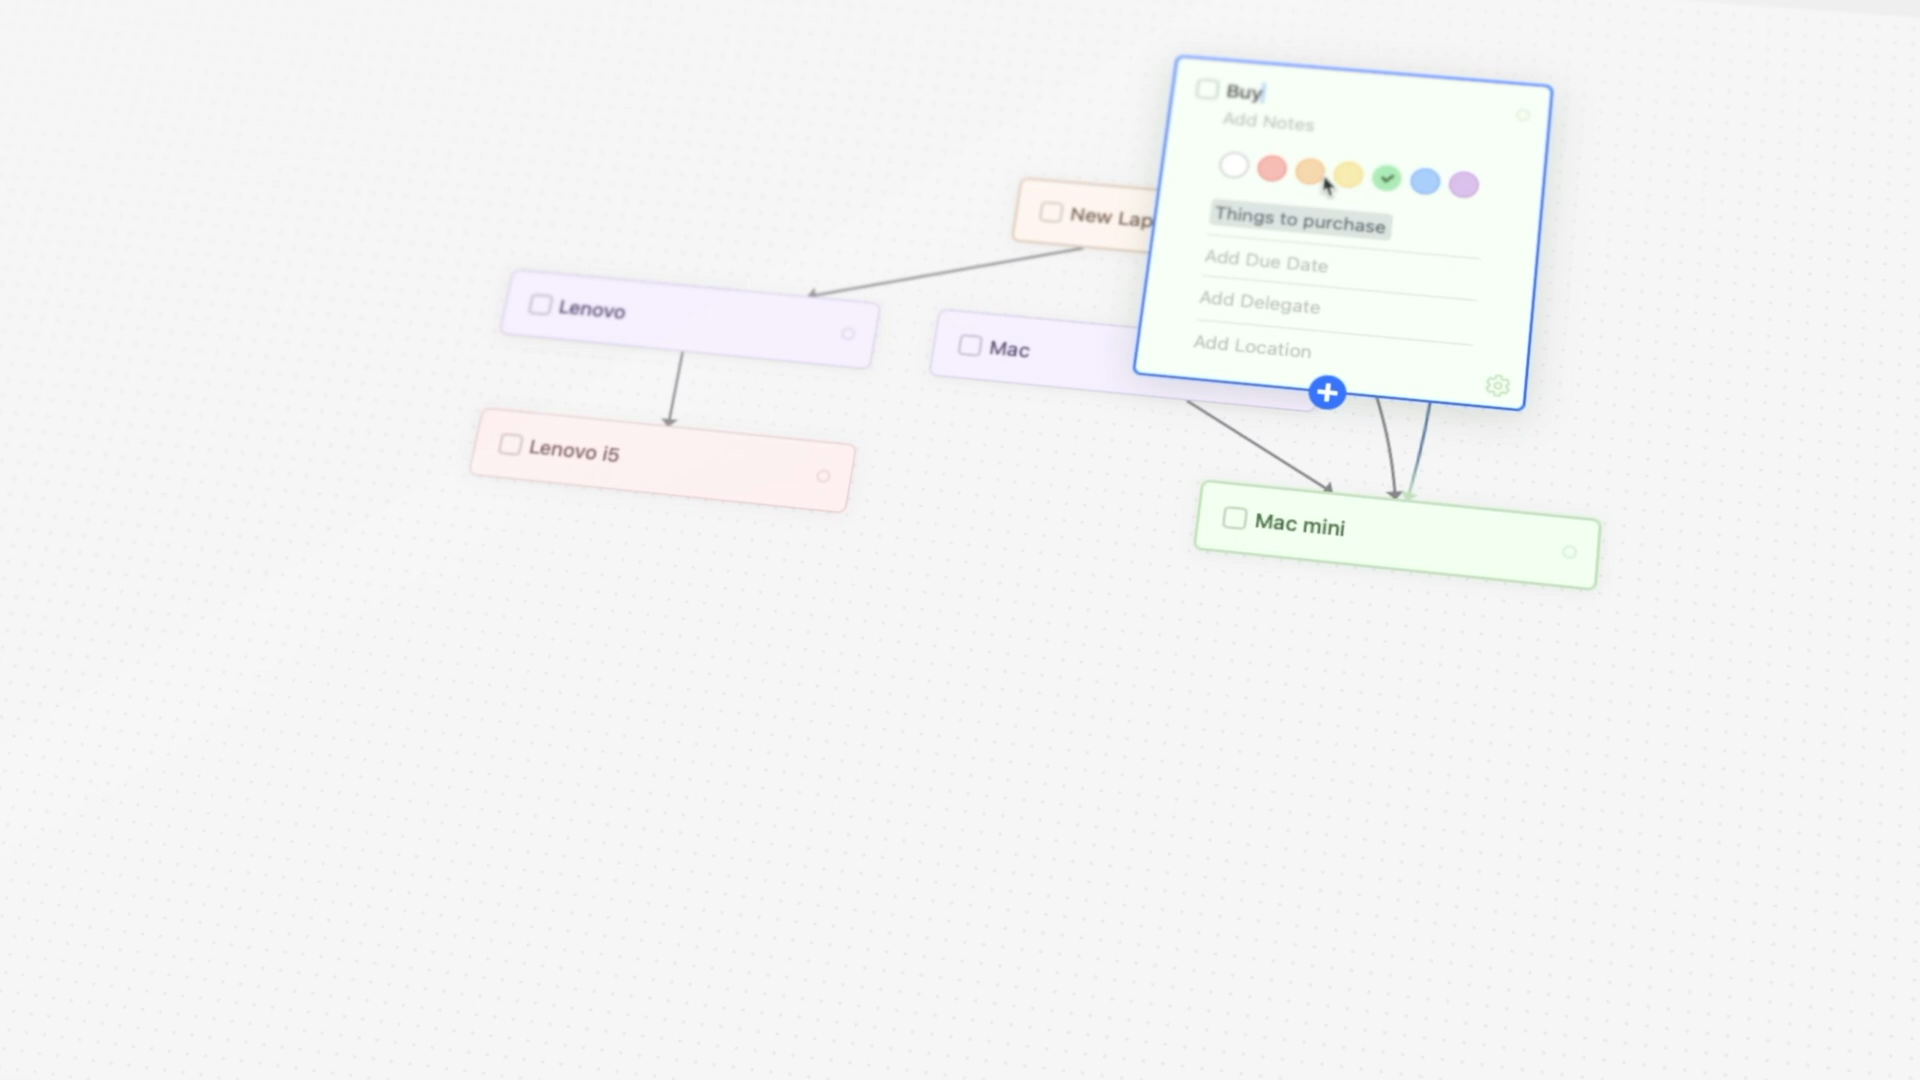 Buy
Add Notes
New Lap
Things to purchase
Add Due Date
Lenovo
Add Delegate
Mac
Add Location
Lenovo i5
Mac mini